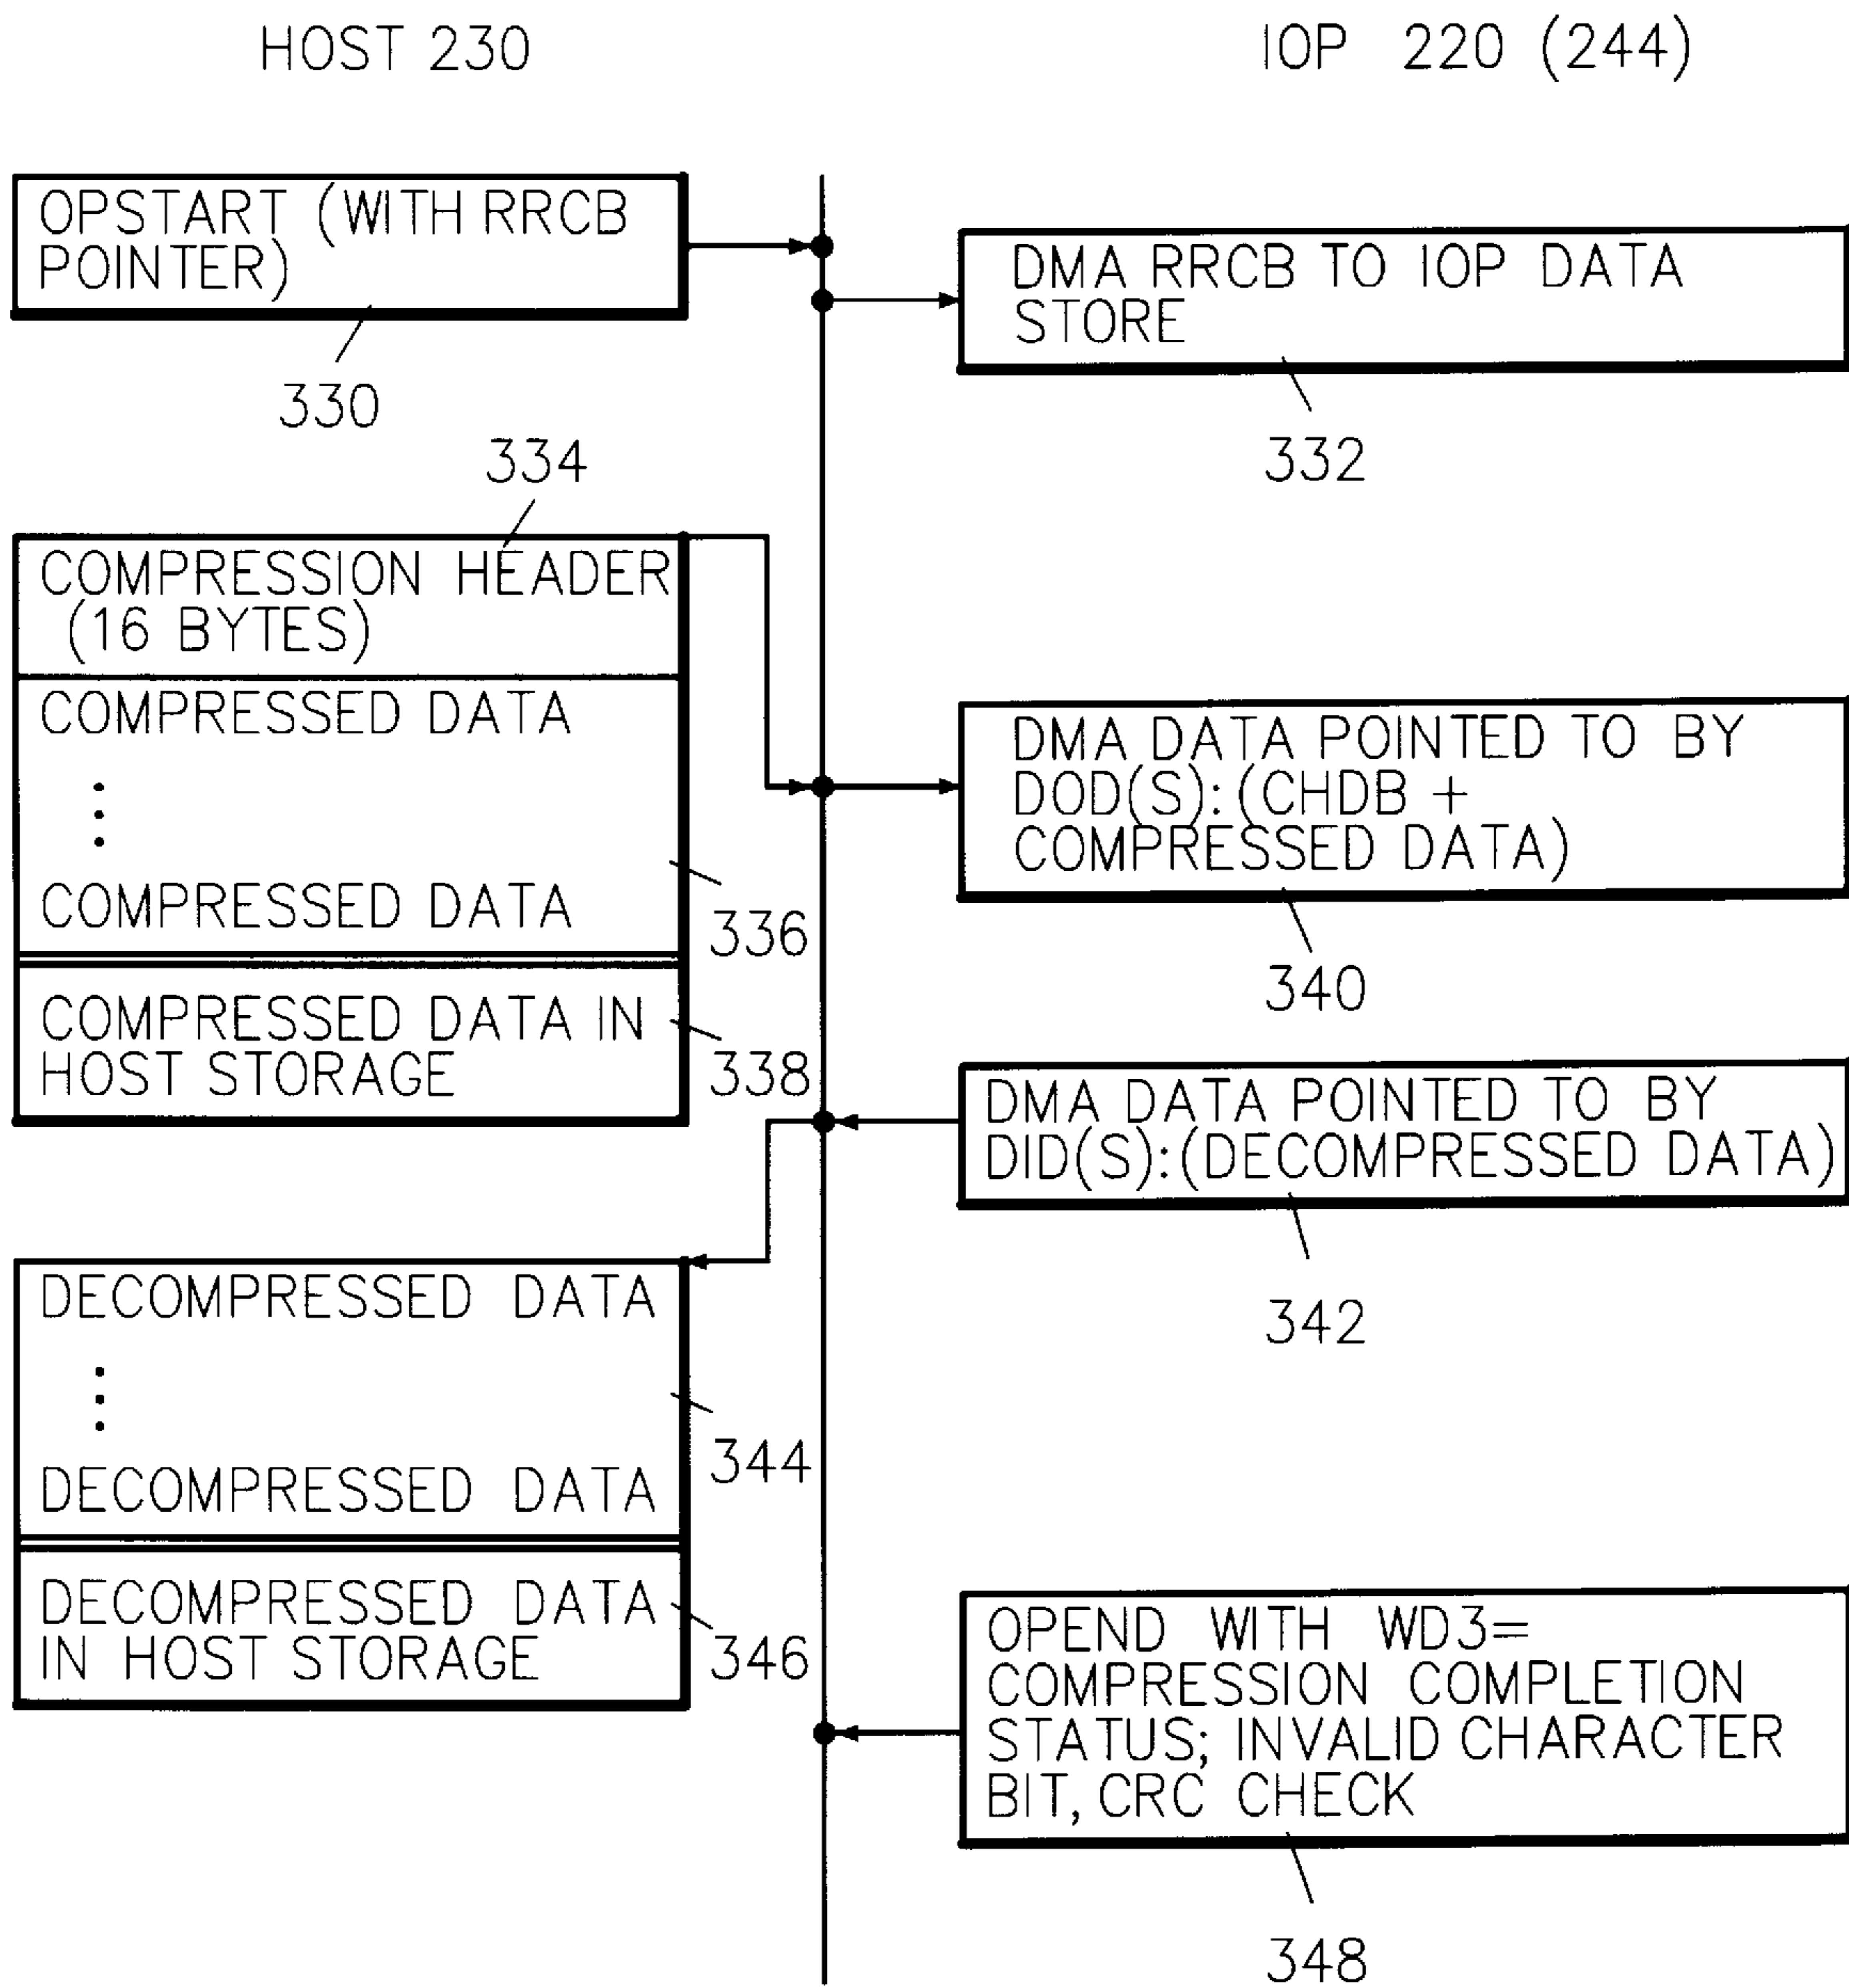 HOST 230
IOP 220 (244)
OPSTART (WITH RRCB
POINTER)
330
DMA RRCB TO IOP DATA
STORE
332
334
COMPRESSION HEADER
(16 BYTES)
COMPRESSED DATA
COMPRESSED DATA
336
COMPRESSED DATA IN
HOST STORAGE
338
DMA DATA POINTED TO BY
DOD(S):(CHDB +
COMPRESSED DATA)
340
DMA DATA POINTED TO BY
DID(S):(DECOMPRESSED DATA)
342
DECOMPRESSED DATA
DECOMPRESSED DATA
344
DECOMPRESSED DATA
IN HOST STORAGE
346
OPEND WITH WD3=
COMPRESSION COMPLETION
STATUS; INVALID CHARACTER
BIT, CRC CHECK
348